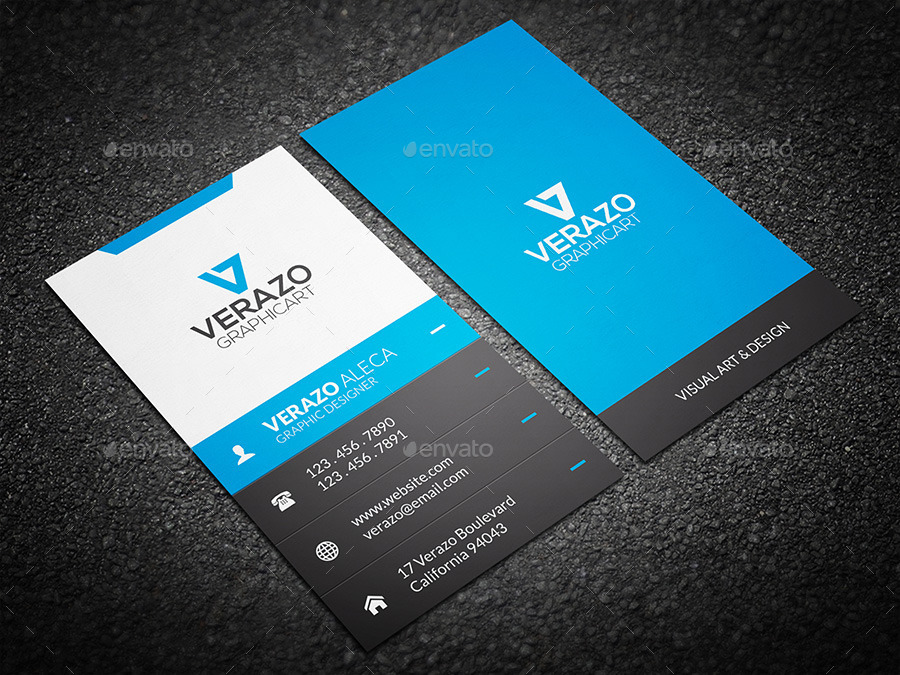 VERAZO
GRAPHICART
VERAZO ALECA
GRAPHIC DESIGNER
123 . 456 . 7890
123 . 456 . 7891
www.website.com
verazo@email.com
17 Verazo Boulevard
California 94043
VERAZO
GRAPHICART
VISUAL ART & DESIGN
envato
envato
envato
envato
envato
envato